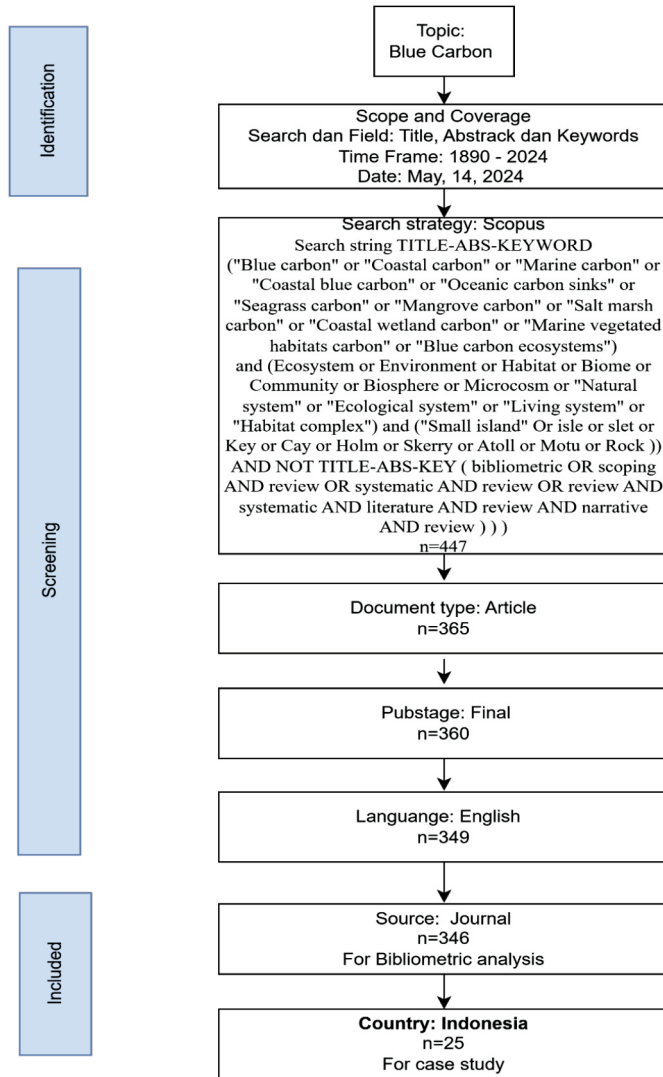 Identification
Topic:
Blue Carbon
Scope and Coverage
Search dan Field: Title, Abstrack dan Keywords
Time Frame: 1890 - 2024
Date: May, 14, 2024
Screening
Search strategy: Scopus
Search string TITLE-ABS-KEYWORD
("Blue carbon" or "Coastal carbon" or "Marine carbon" or
"Coastal blue carbon" or "Oceanic carbon sinks" or
"Seagrass carbon" or "Mangrove carbon" or "Salt marsh
carbon" or "Coastal wetland carbon" or "Marine vegetated
habitats carbon" or "Blue carbon ecosystems")
and (Ecosystem or Environment or Habitat or Biome or
Community or Biosphere or Microcosm or "Natural
system" or "Ecological system" or "Living system" or
"Habitat complex") and ("Small island" Or isle or slet or
Key or Cay or Holm or Skerry or Atoll or Motu or Rock ))
AND NOT TITLE-ABS-KEY ( bibliometric OR scoping
AND review OR systematic AND review OR review AND
systematic AND literature AND review AND narrative
AND review ) ) )
n=447
Document type: Article
n=365
Pubstage: Final
n=360
Languange: English
n=349
Included
Source: Journal
n=346
For Bibliometric analysis
Country: Indonesia
n=25
For case study